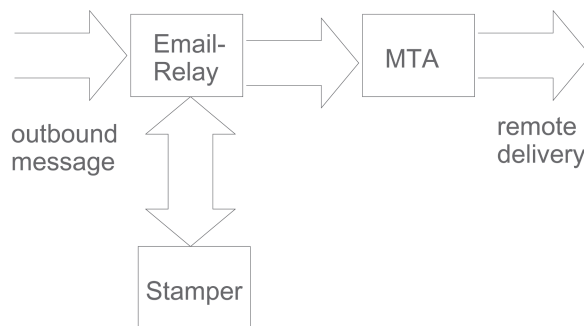 Email-
Relay
MTA
outbound
message
remote
delivery
Stamper